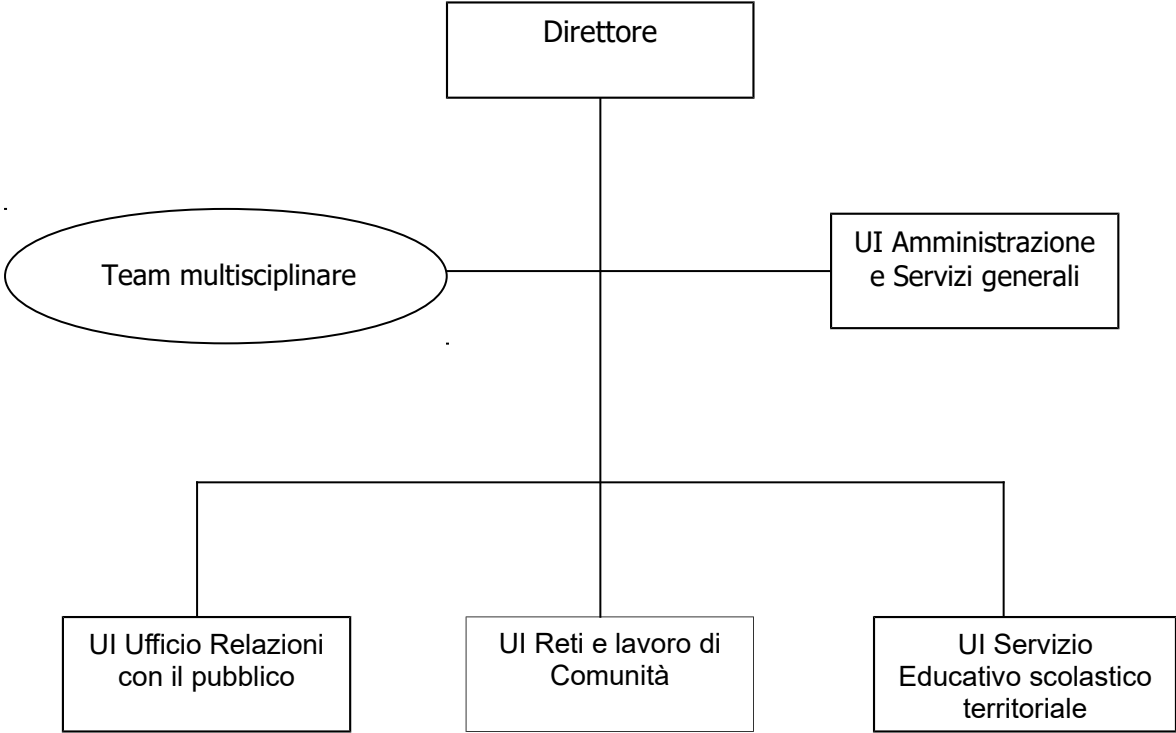 Direttore
Team multisciplinare
UI Amministrazione
e Servizi generali
UI Ufficio Relazioni
con il pubblico
UI Reti e lavoro di
Comunità
UI Servizio
Educativo scolastico
territoriale